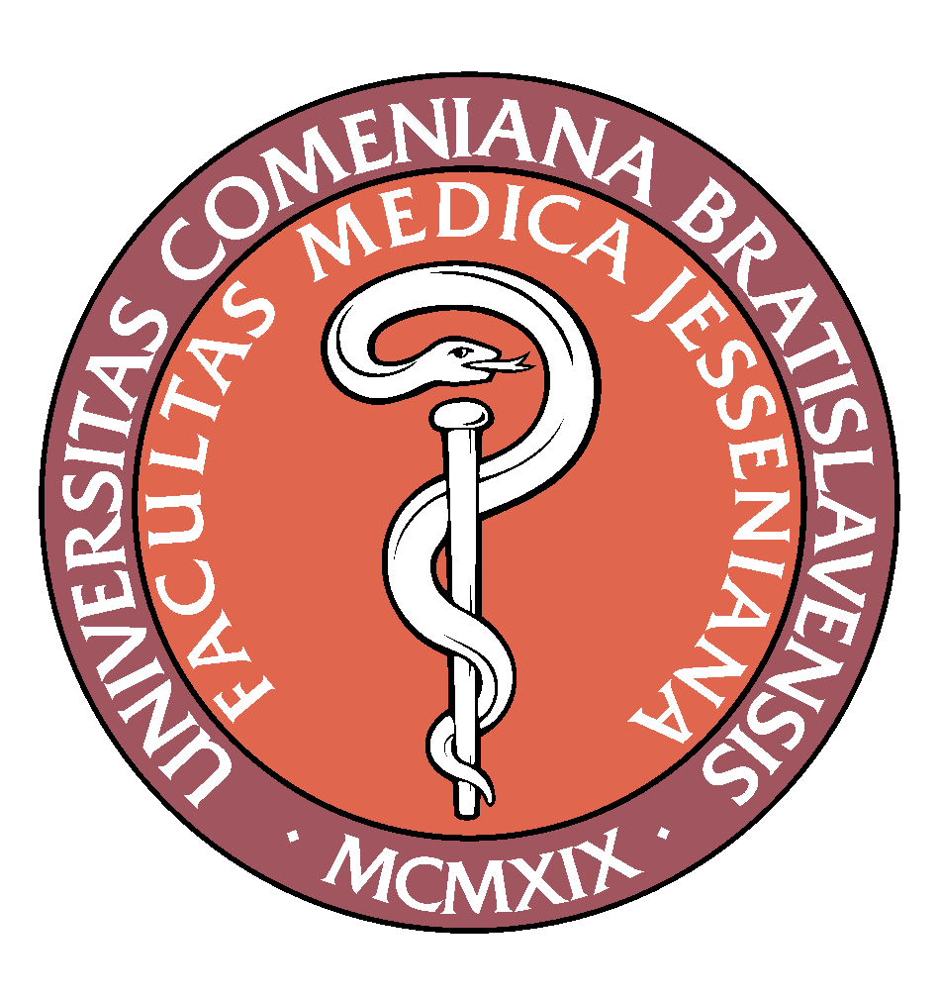 UNIVERSITAS COMENIANA BRATISLAVENSIS
FACULTAS MEDICA JESSENIANA
· MCMXIX ·